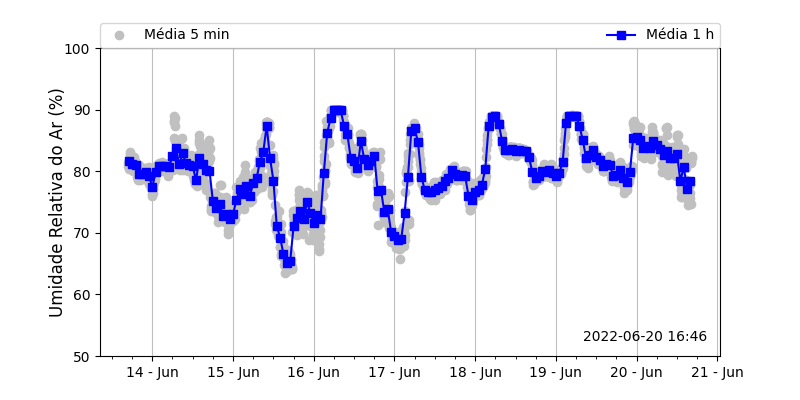 Média 5 min Média 1 h
Umidade Relativa do Ar (%)
100
90
80
70
60
50
2022-06-20 16:46
14 - Jun 15 - Jun 16 - Jun 17 - Jun 18 - Jun 19 - Jun 20 - Jun 21 - Jun